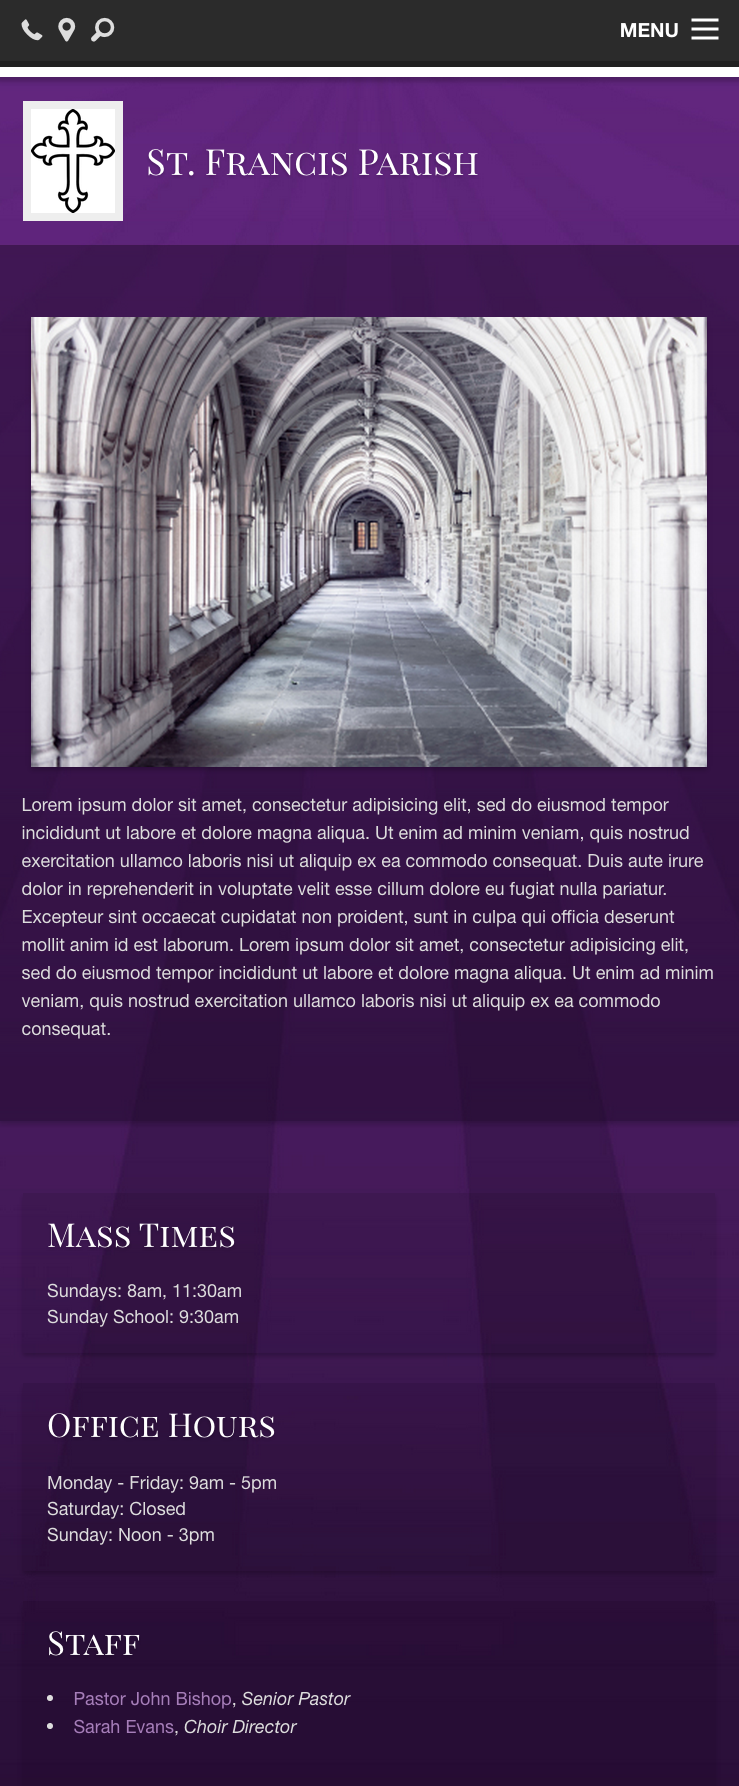 MENU
St. Francis Parish
Lorem ipsum dolor sit amet, consectetur adipisicing elit, sed do eiusmod tempor
incididunt ut labore et dolore magna aliqua. Ut enim ad minim veniam, quis nostrud
exercitation ullamco laboris nisi ut aliquip ex ea commodo consequat. Duis aute irure
dolor in reprehenderit in voluptate velit esse cillum dolore eu fugiat nulla pariatur.
Excepteur sint occaecat cupidatat non proident, sunt in culpa qui officia deserunt
mollit anim id est laborum. Lorem ipsum dolor sit amet, consectetur adipisicing elit,
sed do eiusmod tempor incididunt ut labore et dolore magna aliqua. Ut enim ad minim
veniam, quis nostrud exercitation ullamco laboris nisi ut aliquip ex ea commodo
consequat.
Mass Times
Sundays: 8am, 11:30am
Sunday School: 9:30am
Office Hours
Monday - Friday: 9am - 5pm
Saturday: Closed
Sunday: Noon - 3pm
Staff
• Pastor John Bishop, Senior Pastor
• Sarah Evans, Choir Director